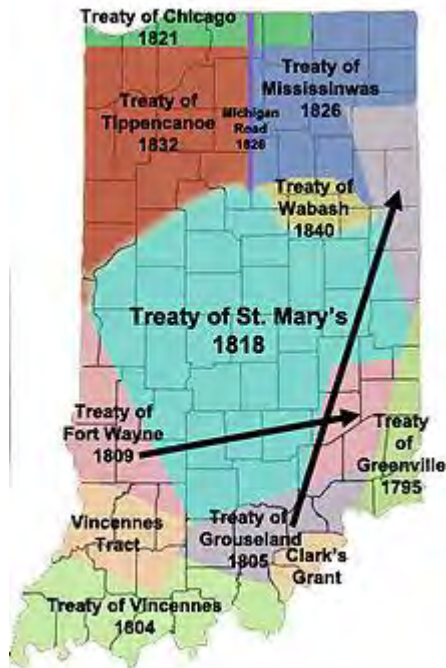 Treaty of Chicago
1821
Treaty of
Mississinwas
1826
Treaty of
Tippencanoe
1832
Michigan
Road
1826
Treaty of
Wabash
1840
Treaty of St. Mary's
1818
Treaty of
Fort Wayne
1809
Treaty
of
Greenville
1795
Vincennes
Tract
Treaty of
Grouseland
1805
Clark's
Grant
Treaty of Vincennes
1804